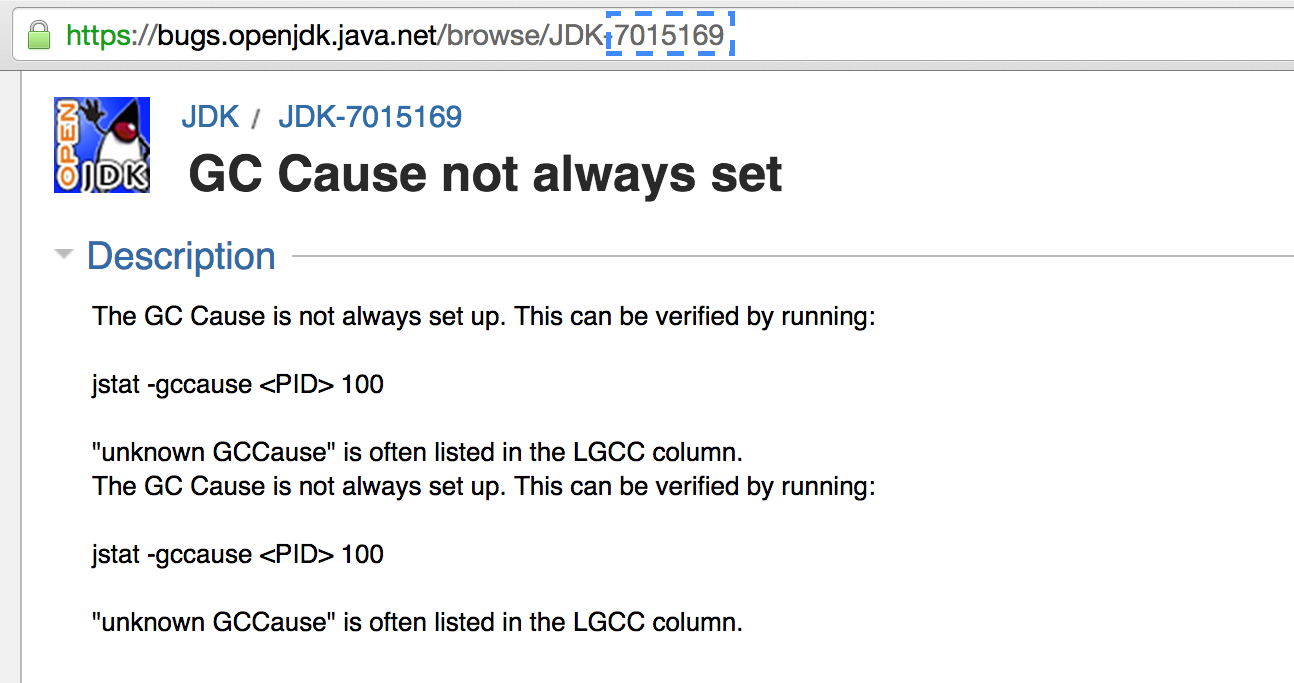 https://bugs.openjdk.java.net/browse/JDK-7015169
OPEN
JDK
JDK / JDK-7015169
GC Cause not always set
Description
The GC Cause is not always set up. This can be verified by running:
jstat -gccause <PID> 100
"unknown GCCause" is often listed in the LGCC column.
The GC Cause is not always set up. This can be verified by running:
jstat -gccause <PID> 100
"unknown GCCause" is often listed in the LGCC column.